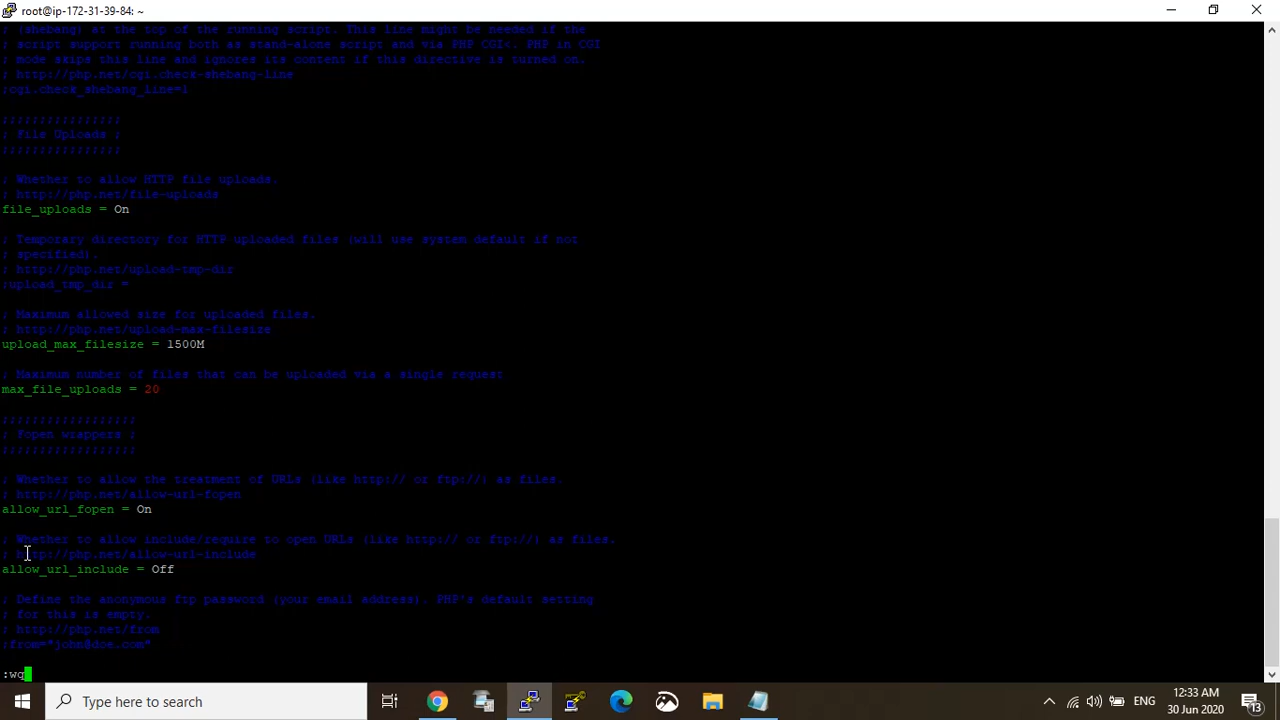 root@ip-172-31-39-84: ~
; (shebang) at the top of the running script. This line might be needed if the
; script support running both as stand-alone script and via PHP CGI<. PHP in CGI
; mode skips this line and ignores its content if this directive is turned on.
; http://php.net/cgi.check-shebang-line
;cgi.check_shebang_line=1
;;;;;;;;;;;;;;;;
; File Uploads ;
;;;;;;;;;;;;;;;;
; Whether to allow HTTP file uploads.
; http://php.net/file-uploads
file_uploads = On
; Temporary directory for HTTP uploaded files (will use system default if not
; specified).
; http://php.net/upload-tmp-dir
;upload_tmp_dir =
; Maximum allowed size for uploaded files.
; http://php.net/upload-max-filesize
upload_max_filesize = 1500M
; Maximum number of files that can be uploaded via a single request
max_file_uploads = 20
;;;;;;;;;;;;;;;;;;
; Fopen wrappers ;
;;;;;;;;;;;;;;;;;;
; Whether to allow the treatment of URLs (like http:// or ftp://) as files.
; http://php.net/allow-url-fopen
allow_url_fopen = On
; Whether to allow include/require to open URLs (like http:// or ftp://) as files.
; http://php.net/allow-url-include
allow_url_include = Off
; Define the anonymous ftp password (your email address). PHP's default setting
; for this is empty.
; http://php.net/from
;from="john@doe.com"
:wq
Type here to search
ENG
12:33 AM
30 Jun 2020
13